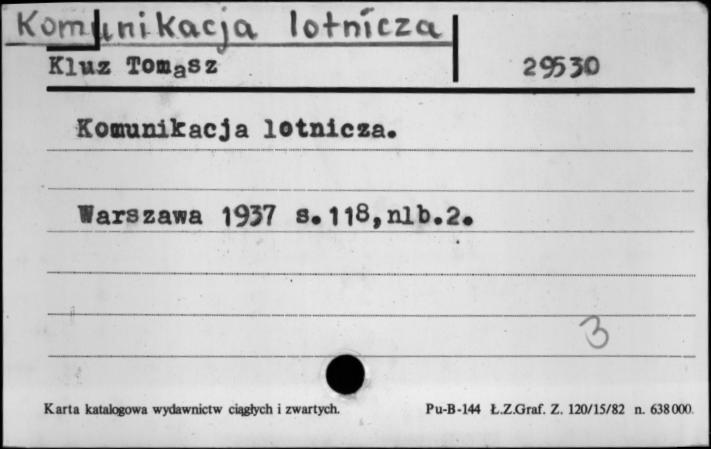 Komunikacja lotnicza
Kluz Tomasz 29530
Komunikacja lotnicza.
Warszawa 1937 s.118,nlb.2.
3
Karta katalogowa wydawnictw ciągłych i zwartych. Pu-B-144 Ł.Z.Graf. Z. 120/15/82 n. 638000.